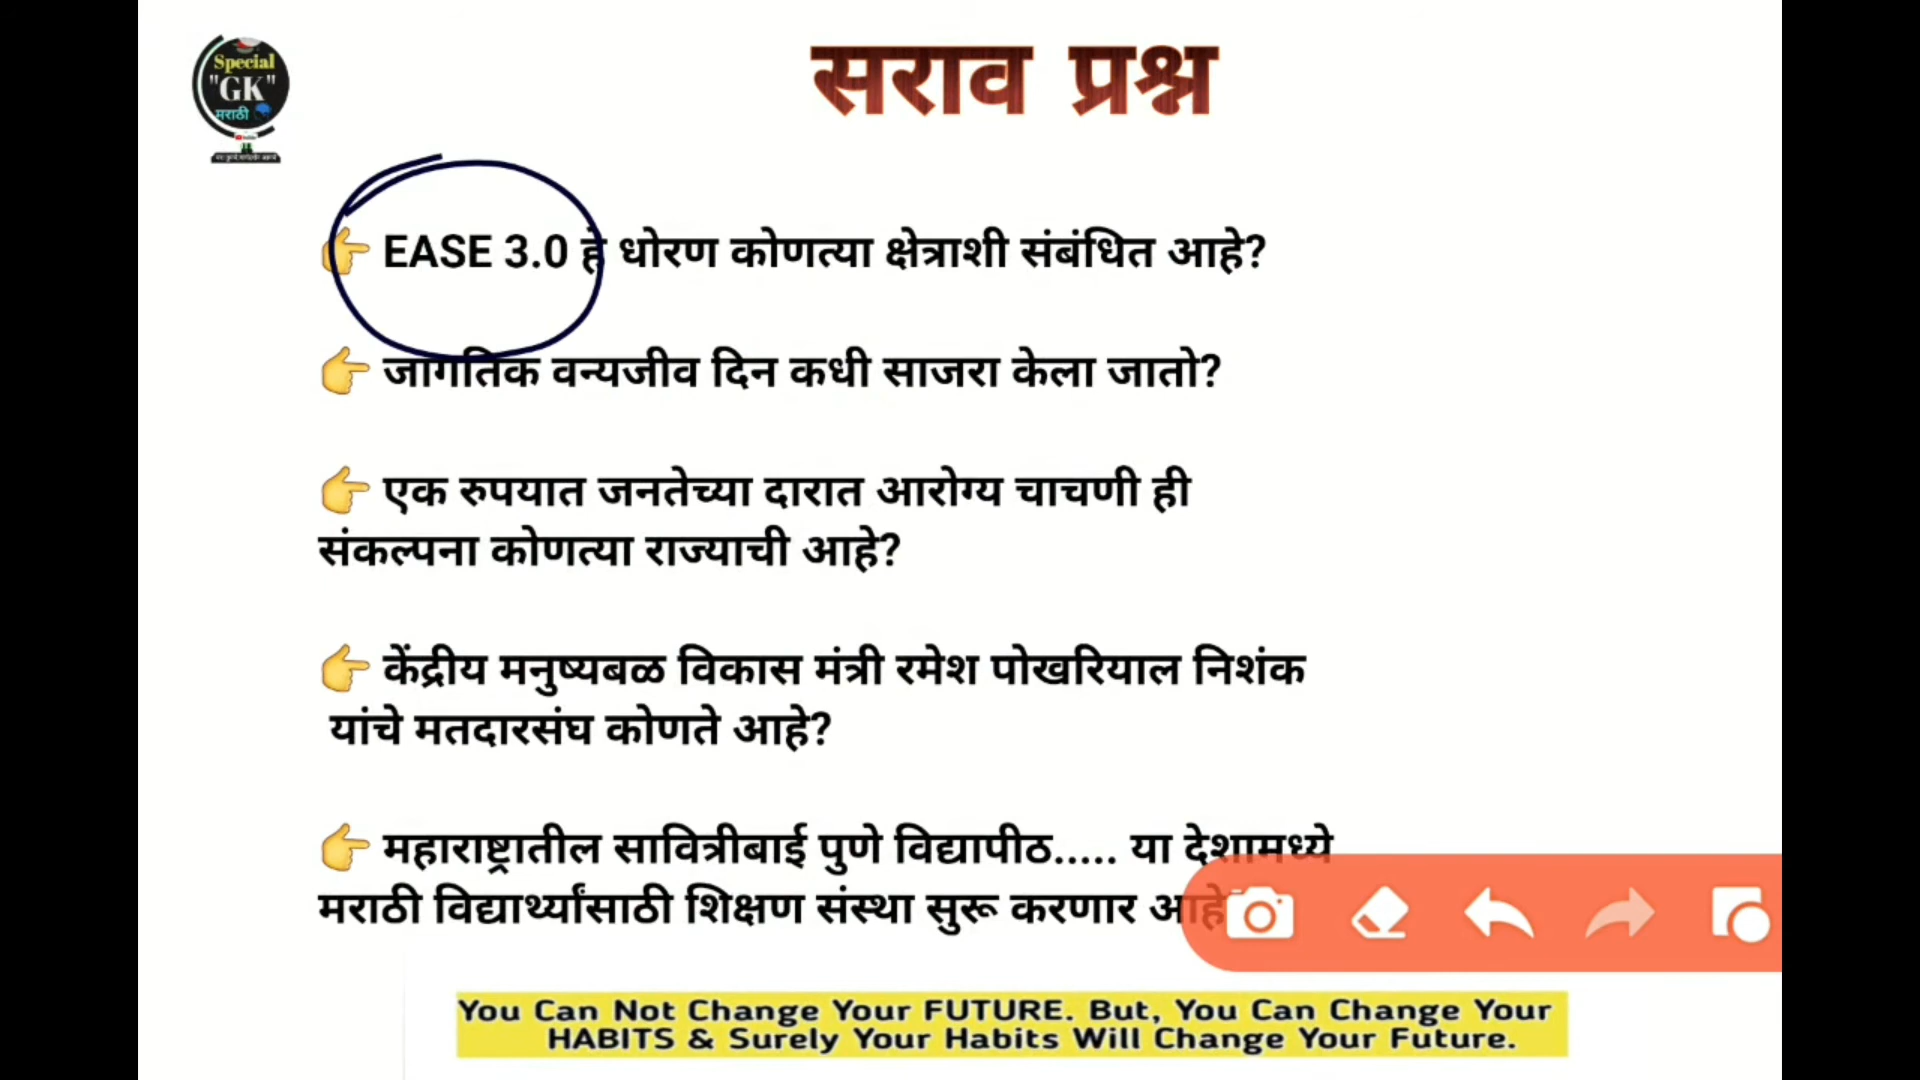 Special
"GK"
मराठी
सराव प्रश्न
👉 EASE 3.0 हे धोरण कोणत्या क्षेत्राशी संबंधित आहे?
👉 जागतिक वन्यजीव दिन कधी साजरा केला जातो?
👉 एक रुपयात जनतेच्या दारात आरोग्य चाचणी ही
संकल्पना कोणत्या राज्याची आहे?
👉 केंद्रीय मनुष्यबळ विकास मंत्री रमेश पोखरियाल निशंक
यांचे मतदारसंघ कोणते आहे?
👉 महाराष्ट्रातील सावित्रीबाई पुणे विद्यापीठ..... या देशामध्ये
मराठी विद्यार्थ्यांसाठी शिक्षण संस्था सुरू करणार आहे
You Can Not Change Your FUTURE. But, You Can Change Your
HABITS & Surely Your Habits Will Change Your Future.